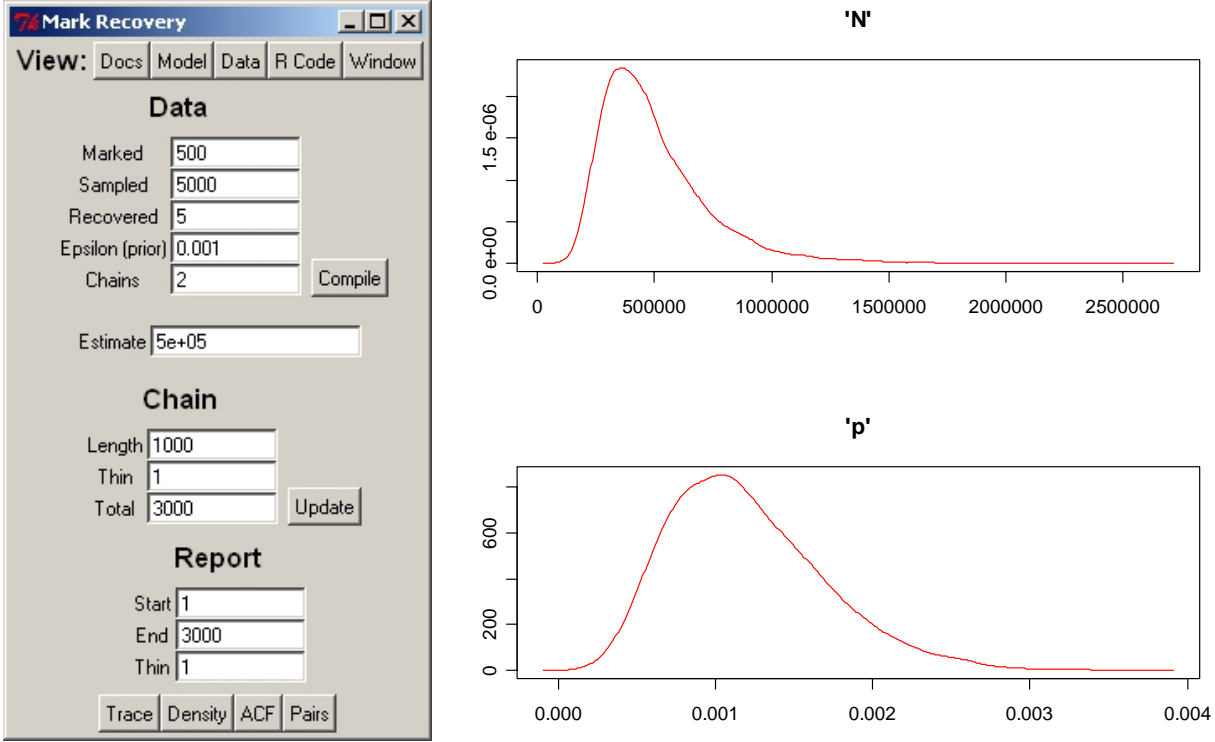 Mark Recovery
View: Docs Model Data R Code Window
Data
Marked 500
Sampled 5000
Recovered 5
Epsilon (prior) 0.001
Chains 2 Compile
Estimate 5e+05
Chain
Length 1000
Thin 1
Total 3000 Update
Report
Start 1
End 3000
Thin 1
Trace Density ACF Pairs
'N'
1.5 e-06
0.0 e+00
0 500000 1000000 1500000 2000000 2500000
'p'
600
200
0
0.000 0.001 0.002 0.003 0.004